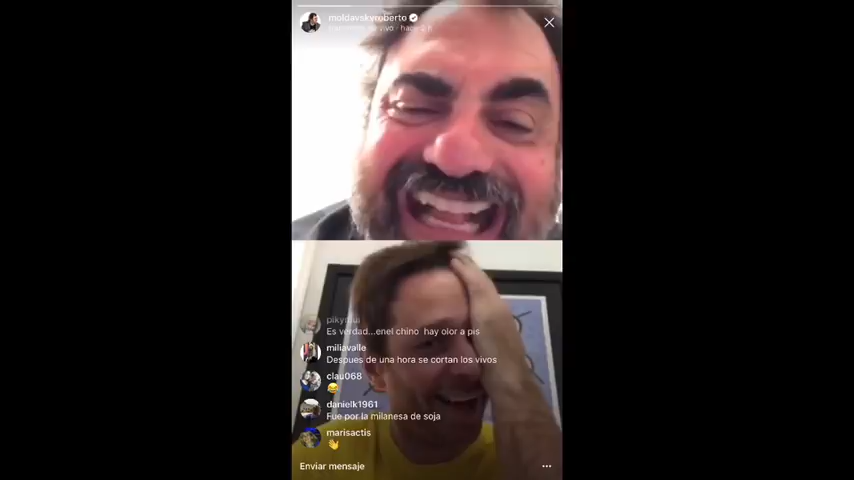 moldavskyroberto
pikymui
Es verdad...enel chino hay olor a pis
miliavalle
Despues de una hora se cortan los vivos
clau068
danielk1961
Fue por la milanesa de soja
marisactis
Enviar mensaje